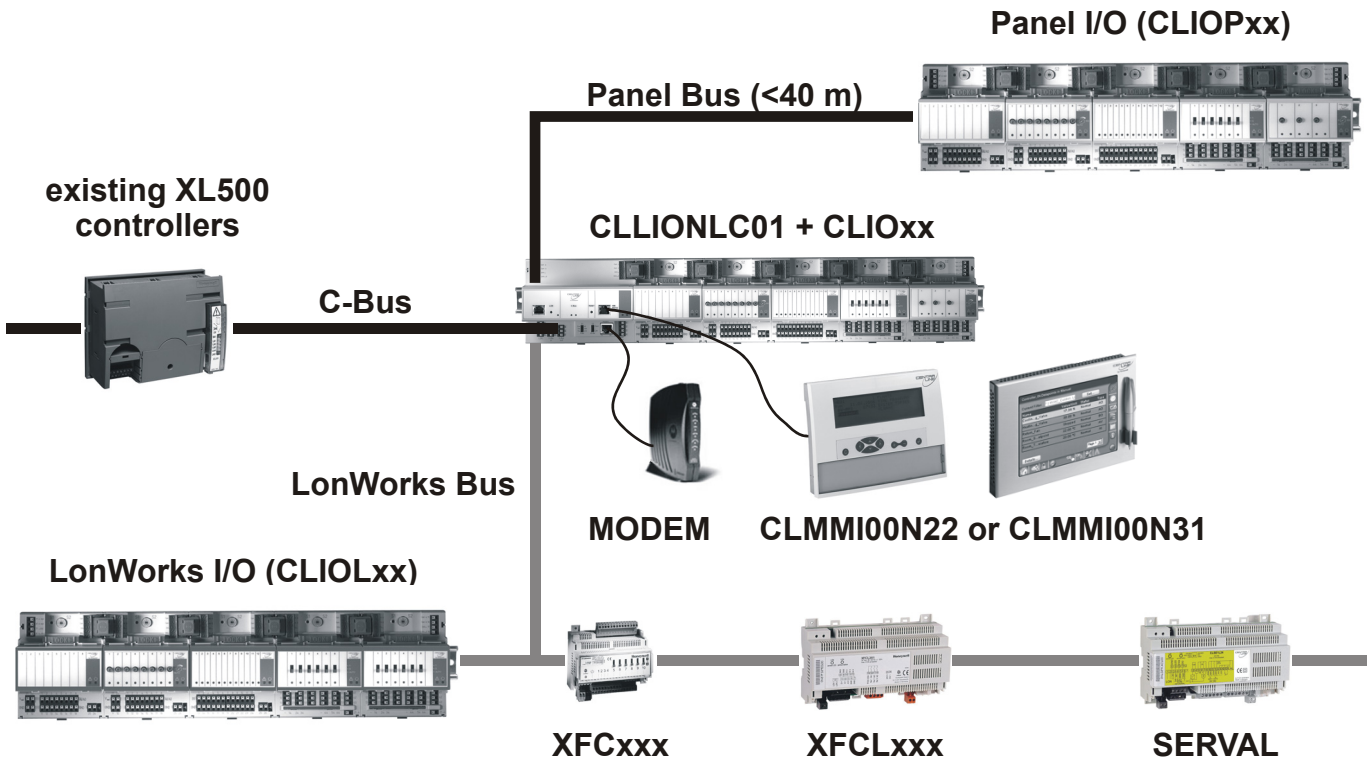 Panel I/O (CLIOPxx)
Panel Bus (<40 m)
existing XL500
controllers
CLLIONLC01 + CLIOxx
C-Bus
LonWorks Bus
MODEM
CLMMI00N22 or CLMMI00N31
LonWorks I/O (CLIOLxx)
XFCxxx
XFCLxxx
SERVAL